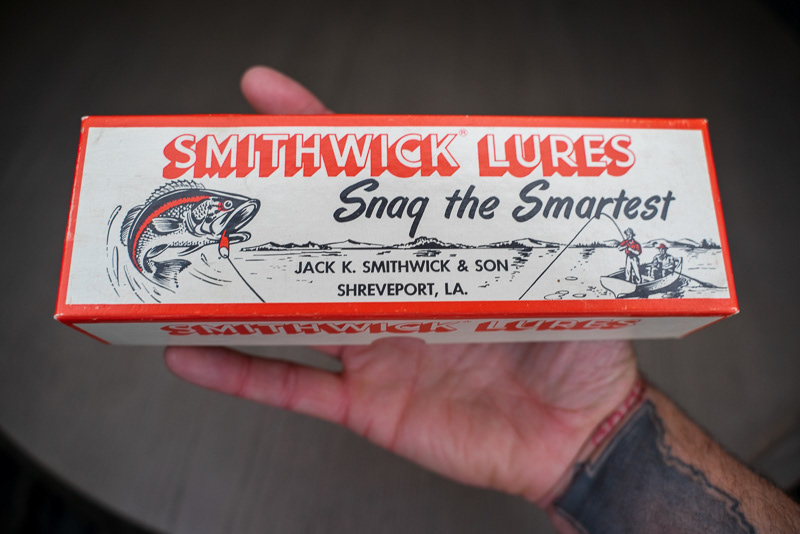 SMITHWICK® LURES
Snag the Smartest
JACK K. SMITHWICK & SON
SHREVEPORT, LA.
SMITHWICK LURES